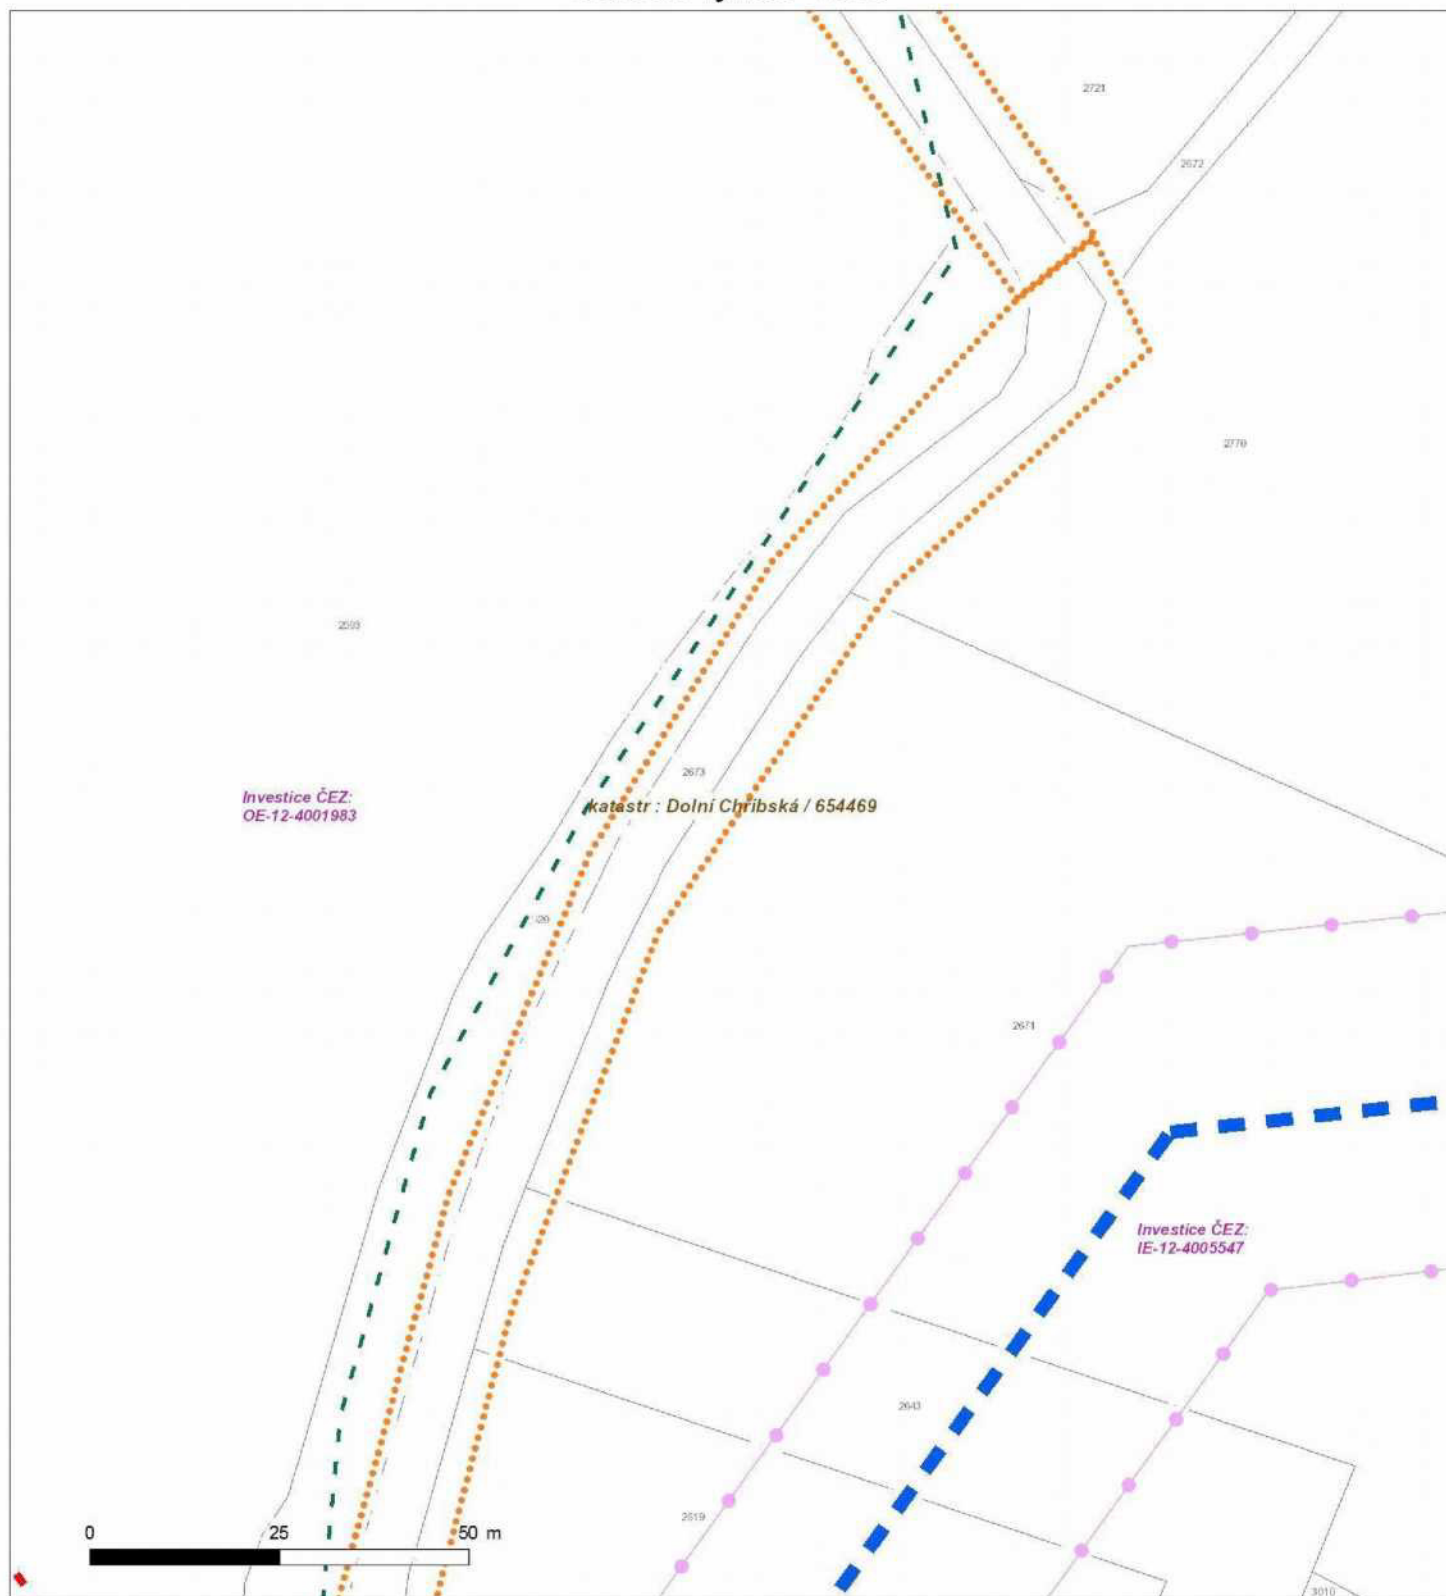 2721
2672
2770
2593
2673
Investice ČEZ:
OE-12-4001983
katastr : Dolní Chřibská / 654469
2671
Investice ČEZ:
IE-12-4005547
2643
2619
0 25 50 m
3010